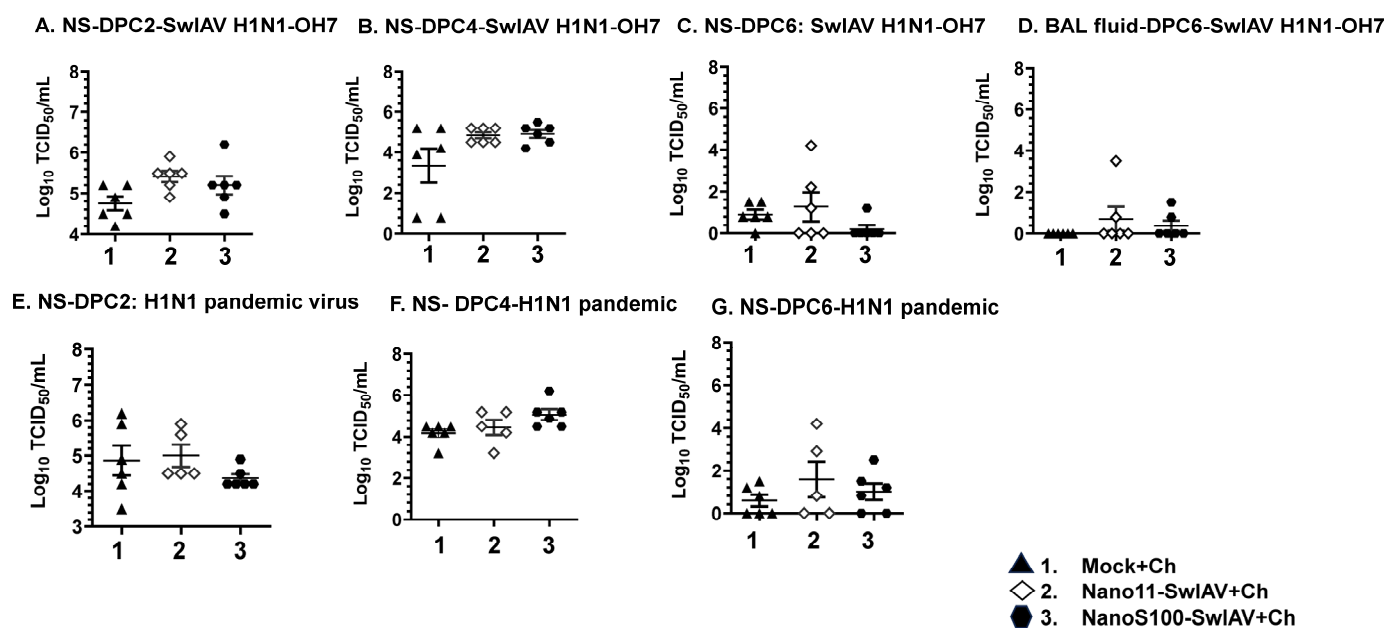 A. NS-DPC2-SwIAV H1N1-OH7
B. NS-DPC4-SwIAV H1N1-OH7
C. NS-DPC6: SwIAV H1N1-OH7
D. BAL fluid-DPC6-SwIAV H1N1-OH7
Log10 TCID50/mL
8
7
6
5
4
1 2 3
Log10 TCID50/mL
8
6
4
2
0
1 2 3
Log10 TCID50/mL
8
6
4
2
0
1 2 3
Log10 TCID50/mL
8
6
4
2
0
1 2 3
E. NS-DPC2: H1N1 pandemic virus
F. NS- DPC4-H1N1 pandemic
G. NS-DPC6-H1N1 pandemic
Log10 TCID50/mL
8
7
6
5
4
3
1 2 3
Log10 TCID50/mL
8
6
4
2
0
1 2 3
Log10 TCID50/mL
8
6
4
2
0
1 2 3
1. Mock+Ch
2. Nano11-SwIAV+Ch
3. NanoS100-SwIAV+Ch